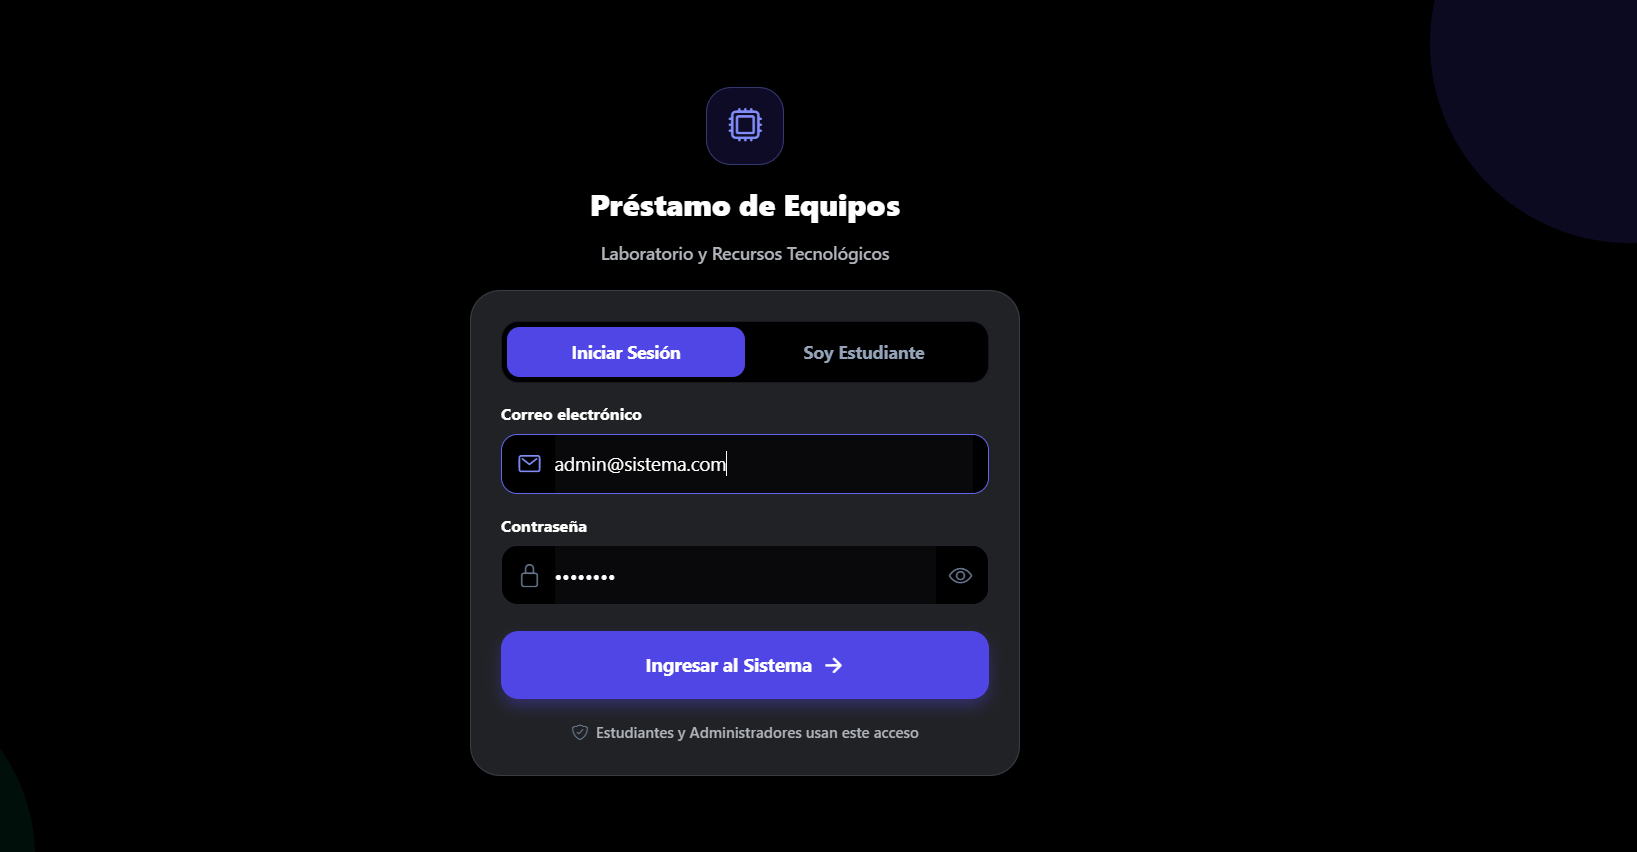 Préstamo de Equipos
Laboratorio y Recursos Tecnológicos
Iniciar Sesión
Soy Estudiante
Correo electrónico
admin@sistema.com
Contraseña
••••••••
Ingresar al Sistema →
Estudiantes y Administradores usan este acceso